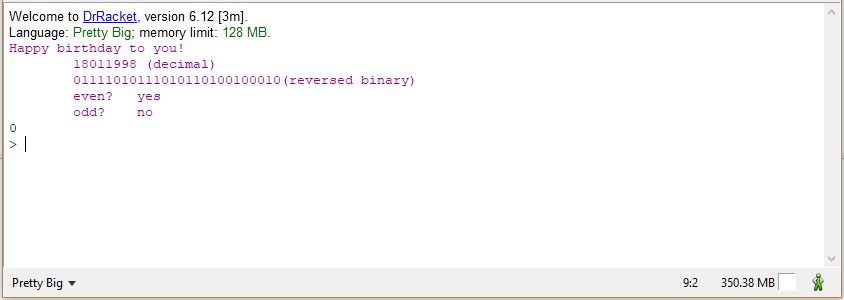 Welcome to DrRacket, version 6.12 [3m].
Language: Pretty Big; memory limit: 128 MB.
Happy birthday to you!
18011998 (decimal)
01111010111010110100100010(reversed binary)
even? yes
odd? no
0
>
Pretty Big 9:2 350.38 MB